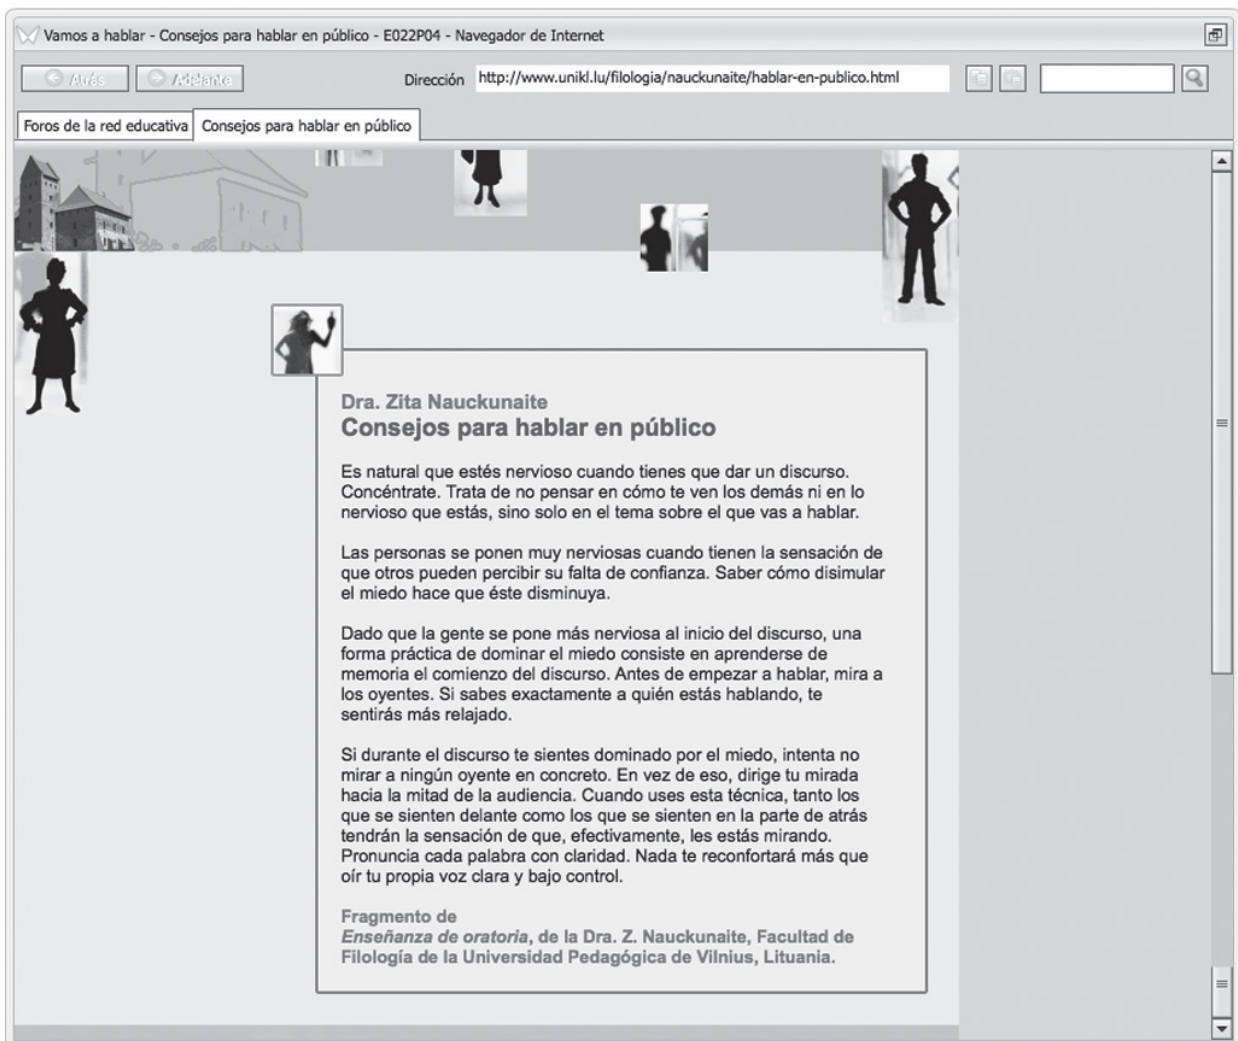 Vamos a hablar - Consejos para hablar en público - E022P04 - Navegador de Internet
Atrás Adelante Dirección http://www.unikl.lu/filologia/nauckunaite/hablar-en-publico.html
Foros de la red educativa Consejos para hablar en público
Dra. Zita Nauckunaite
Consejos para hablar en público
Es natural que estés nervioso cuando tienes que dar un discurso.
Concéntrate. Trata de no pensar en cómo te ven los demás ni en lo
nervioso que estás, sino solo en el tema sobre el que vas a hablar.
Las personas se ponen muy nerviosas cuando tienen la sensación de
que otros pueden percibir su falta de confianza. Saber cómo disimular
el miedo hace que éste disminuya.
Dado que la gente se pone más nerviosa al inicio del discurso, una
forma práctica de dominar el miedo consiste en aprenderse de
memoria el comienzo del discurso. Antes de empezar a hablar, mira a
los oyentes. Si sabes exactamente a quién estás hablando, te
sentirás más relajado.
Si durante el discurso te sientes dominado por el miedo, intenta no
mirar a ningún oyente en concreto. En vez de eso, dirige tu mirada
hacia la mitad de la audiencia. Cuando uses esta técnica, tanto los
que se sienten delante como los que se sienten en la parte de atrás
tendrán la sensación de que, efectivamente, les estás mirando.
Pronuncia cada palabra con claridad. Nada te reconfortará más que
oír tu propia voz clara y bajo control.
Fragmento de
Enseñanza de oratoria, de la Dra. Z. Nauckunaite, Facultad de
Filología de la Universidad Pedagógica de Vilnius, Lituania.